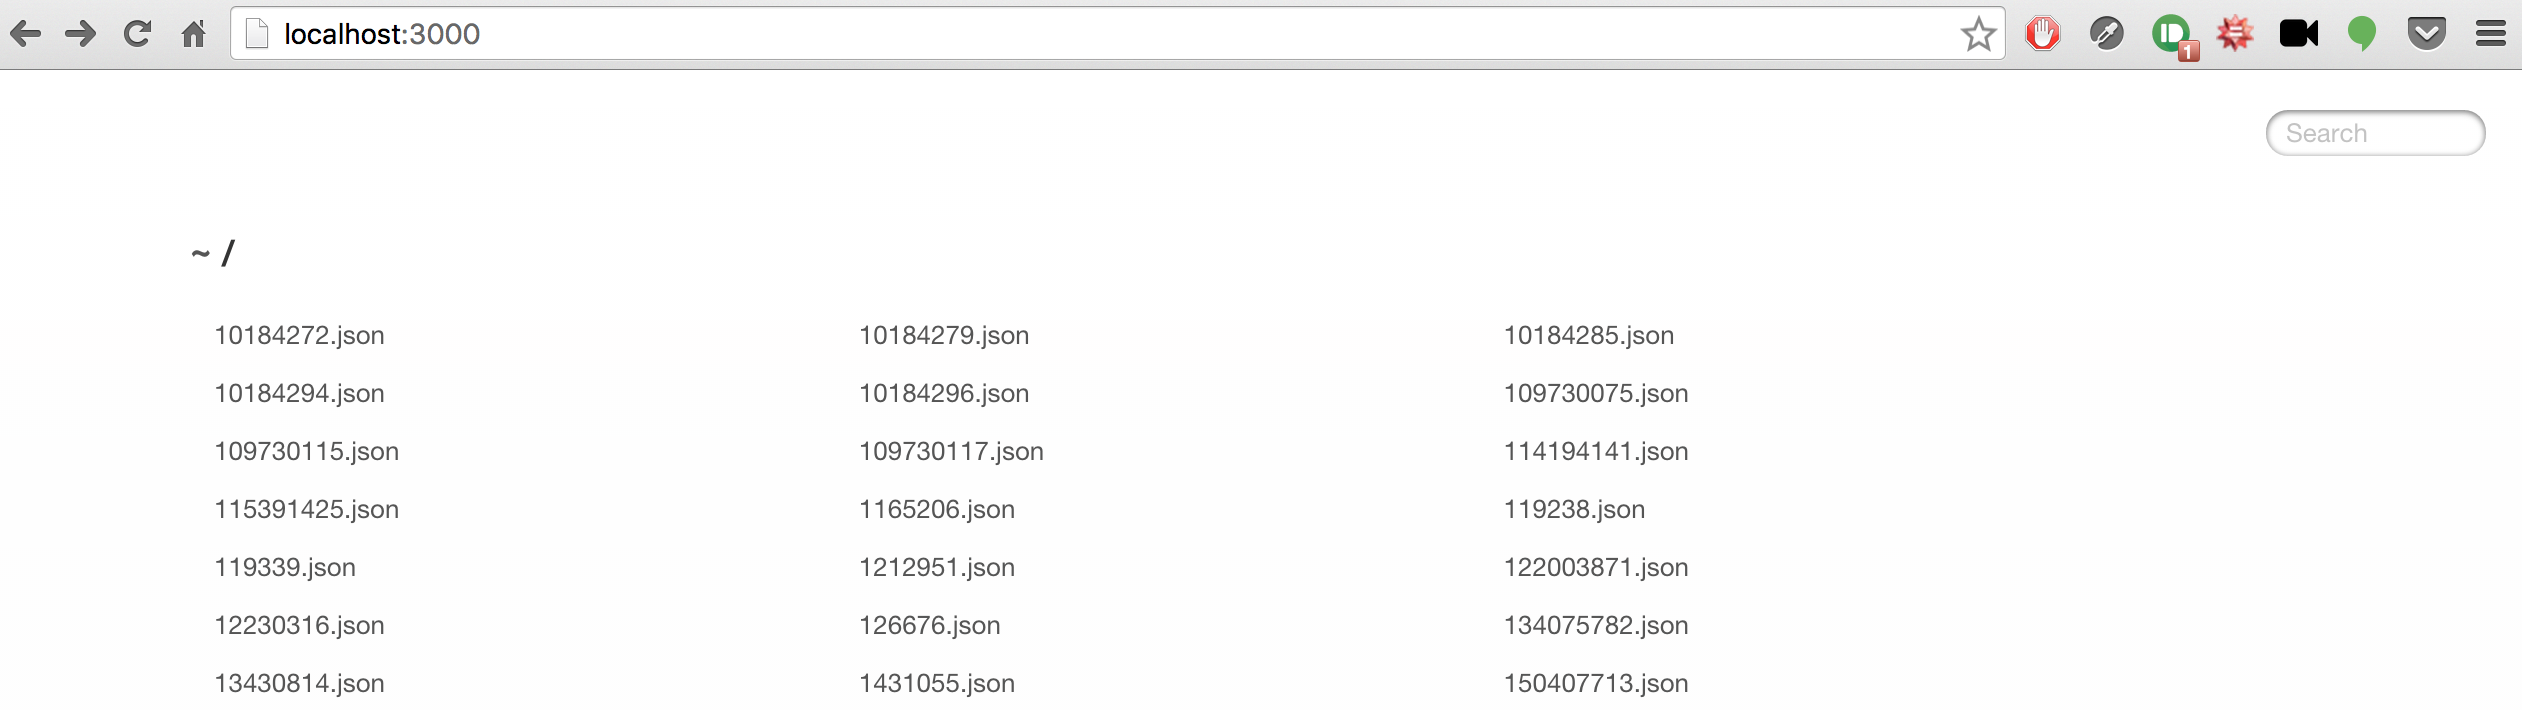 localhost:3000
1
Search
~ /
10184272.json 10184279.json 10184285.json
10184294.json 10184296.json 109730075.json
109730115.json 109730117.json 114194141.json
115391425.json 1165206.json 119238.json
119339.json 1212951.json 122003871.json
12230316.json 126676.json 134075782.json
13430814.json 1431055.json 150407713.json